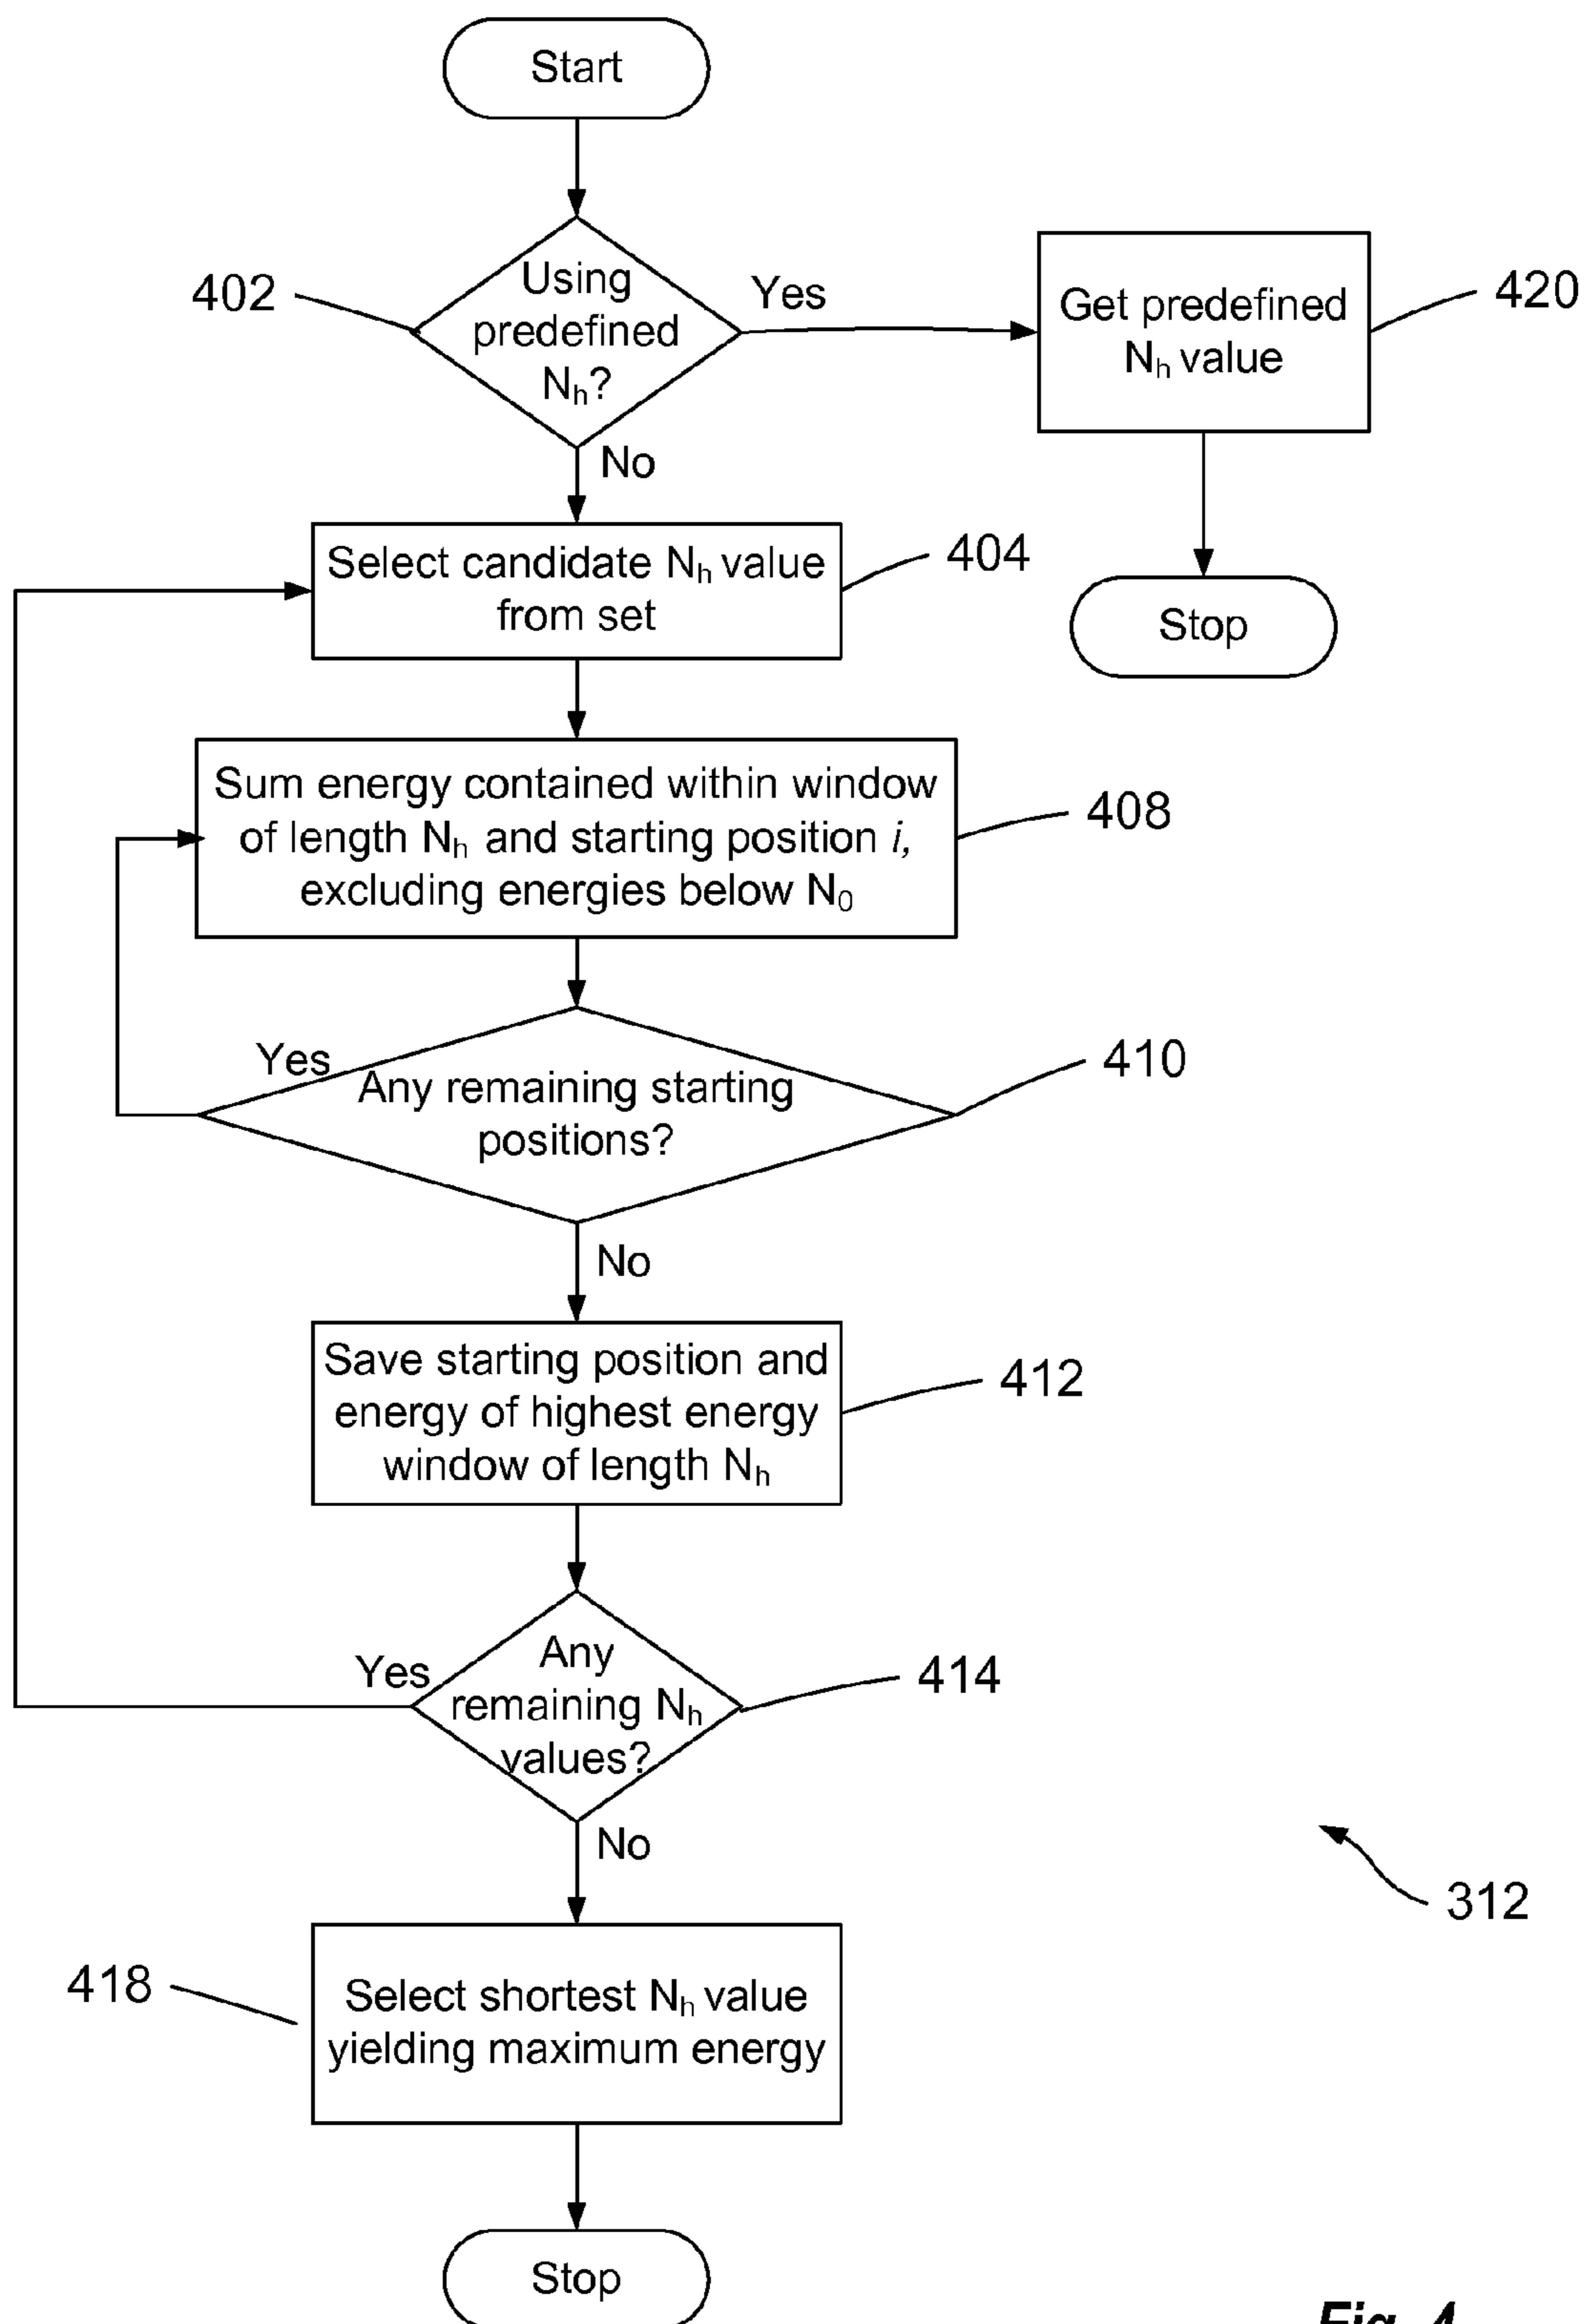 Start
Using
predefined
Nₕ?
402
Yes
Get predefined
Nₕ value
420
No
Stop
Select candidate Nₕ value
from set
404
Sum energy contained within window
of length Nₕ and starting position i,
excluding energies below N₀
408
Yes
Any remaining starting
positions?
410
No
Save starting position and
energy of highest energy
window of length Nₕ
412
Yes
Any
remaining Nₕ
values?
414
No
312
418
Select shortest Nₕ value
yielding maximum energy
Stop
Fig. 4